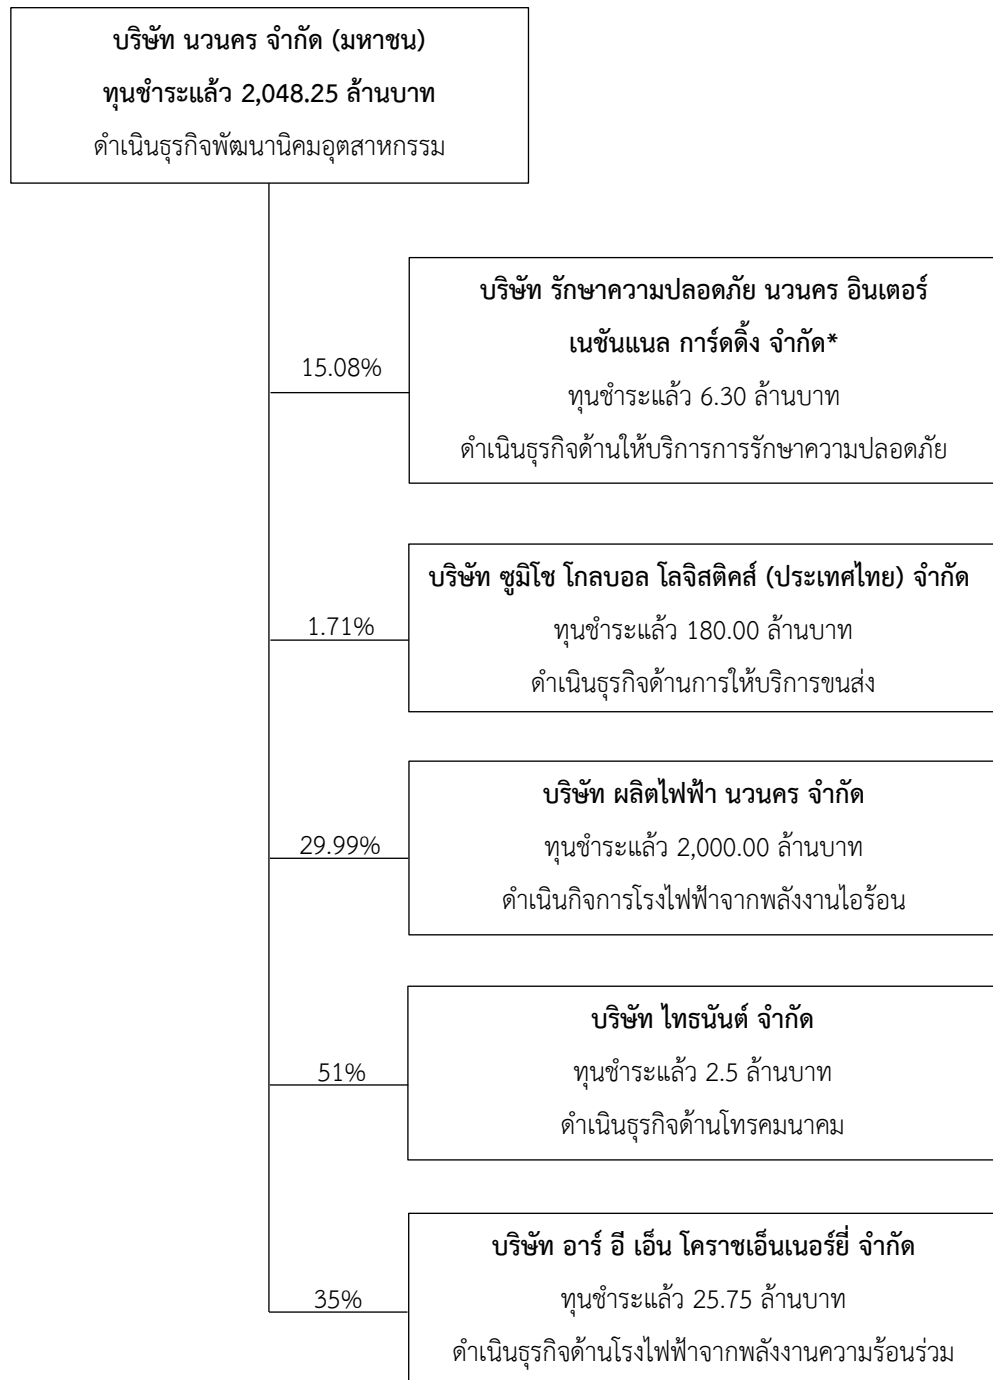 บริษัท นวนคร จำกัด (มหาชน)
ทุนชำระแล้ว 2,048.25 ล้านบาท
ดำเนินธุรกิจพัฒนานิคมอุตสาหกรรม
บริษัท รักษาความปลอดภัย นวนคร อินเตอร์
เนชันแนล การ์ดดิ้ง จำกัด*
15.08%
ทุนชำระแล้ว 6.30 ล้านบาท
ดำเนินธุรกิจด้านให้บริการการรักษาความปลอดภัย
บริษัท ซูมิโช โกลบอล โลจิสติคส์ (ประเทศไทย) จำกัด
1.71%
ทุนชำระแล้ว 180.00 ล้านบาท
ดำเนินธุรกิจด้านการให้บริการขนส่ง
บริษัท ผลิตไฟฟ้า นวนคร จำกัด
29.99%
ทุนชำระแล้ว 2,000.00 ล้านบาท
ดำเนินกิจการโรงไฟฟ้าจากพลังงานไอร้อน
บริษัท ไทธนันต์ จำกัด
51%
ทุนชำระแล้ว 2.5 ล้านบาท
ดำเนินธุรกิจด้านโทรคมนาคม
บริษัท อาร์ อี เอ็น โคราชเอ็นเนอร์ยี่ จำกัด
35%
ทุนชำระแล้ว 25.75 ล้านบาท
ดำเนินธุรกิจด้านโรงไฟฟ้าจากพลังงานความร้อนร่วม